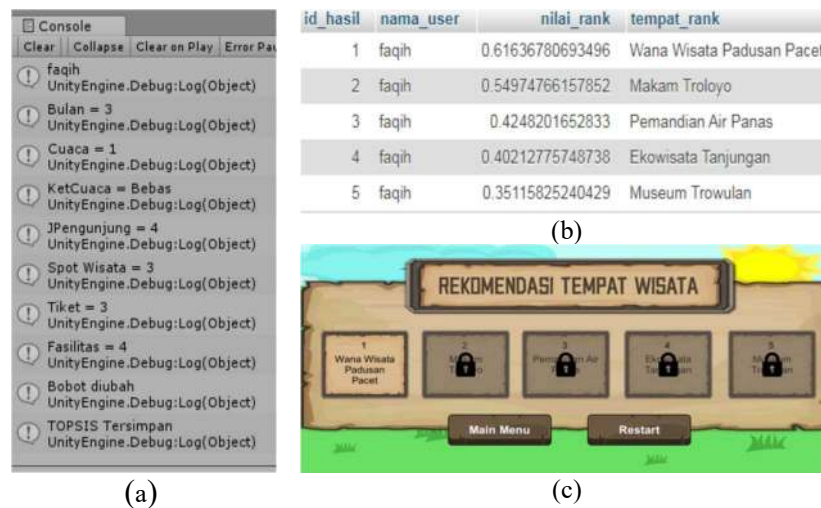 Console
Clear Collapse Clear on Play Error Pau
faqih
UnityEngine.Debug:Log(Object)
Bulan = 3
UnityEngine.Debug:Log(Object)
Cuaca = 1
UnityEngine.Debug:Log(Object)
KetCuaca = Bebas
UnityEngine.Debug:Log(Object)
JPengunjung = 4
UnityEngine.Debug:Log(Object)
Spot Wisata = 3
UnityEngine.Debug:Log(Object)
Tiket = 3
UnityEngine.Debug:Log(Object)
Fasilitas = 4
UnityEngine.Debug:Log(Object)
Bobot diubah
UnityEngine.Debug:Log(Object)
TOPSIS Tersimpan
UnityEngine.Debug:Log(Object)
(a)
id_hasil nama_user nilai_rank tempat_rank
1 faqih 0.61636780693496 Wana Wisata Padusan Pacet
2 faqih 0.54974766157852 Makam Troloyo
3 faqih 0.4248201652833 Pemandian Air Panas
4 faqih 0.40212775748738 Ekowisata Tanjungan
5 faqih 0.35115825240429 Museum Trowulan
(b)
REKOMENDASI TEMPAT WISATA
1 2 3 4 5
Wana Wisata
Padusan
Pacet
Main Menu Restart
(c)